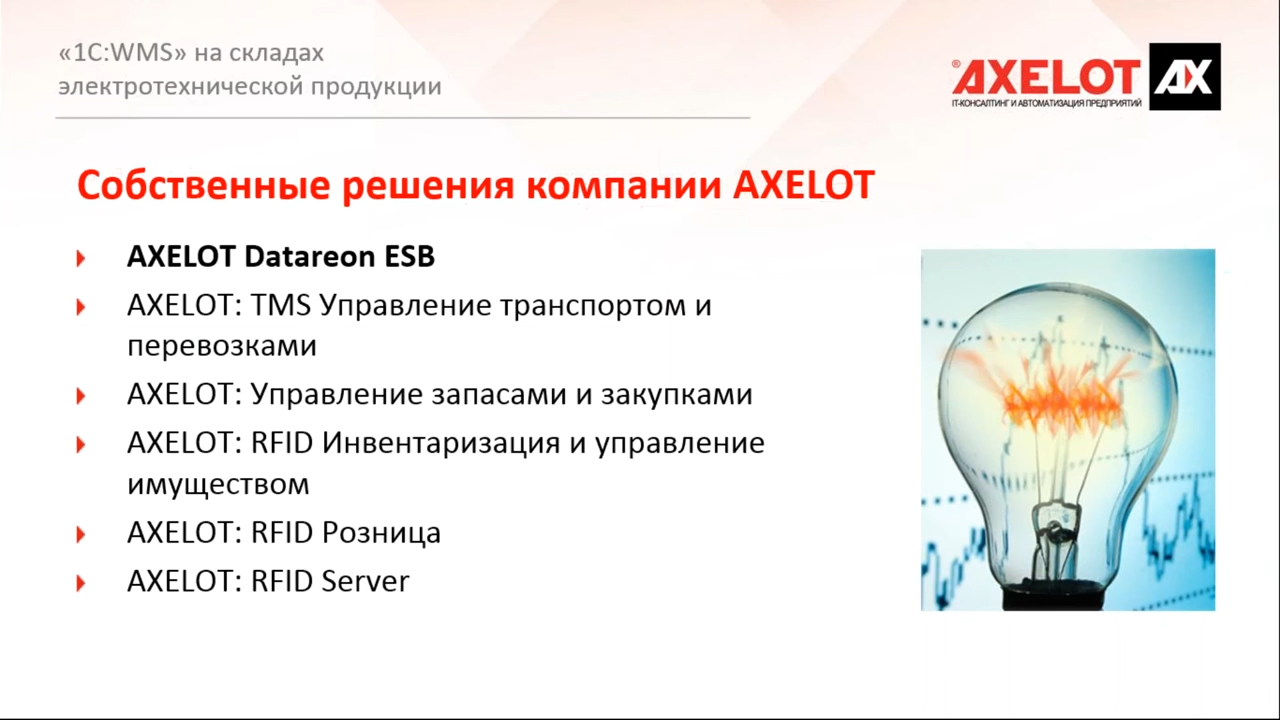 «1С:WMS» на складах
электротехнической продукции
®AXELOT AX
IT-КОНСАЛТИНГ И АВТОМАТИЗАЦИЯ ПРЕДПРИЯТИЙ
Собственные решения компании AXELOT
AXELOT Datareon ESB
AXELOT: TMS Управление транспортом и
перевозками
AXELOT: Управление запасами и закупками
AXELOT: RFID Инвентаризация и управление
имуществом
AXELOT: RFID Розница
AXELOT: RFID Server